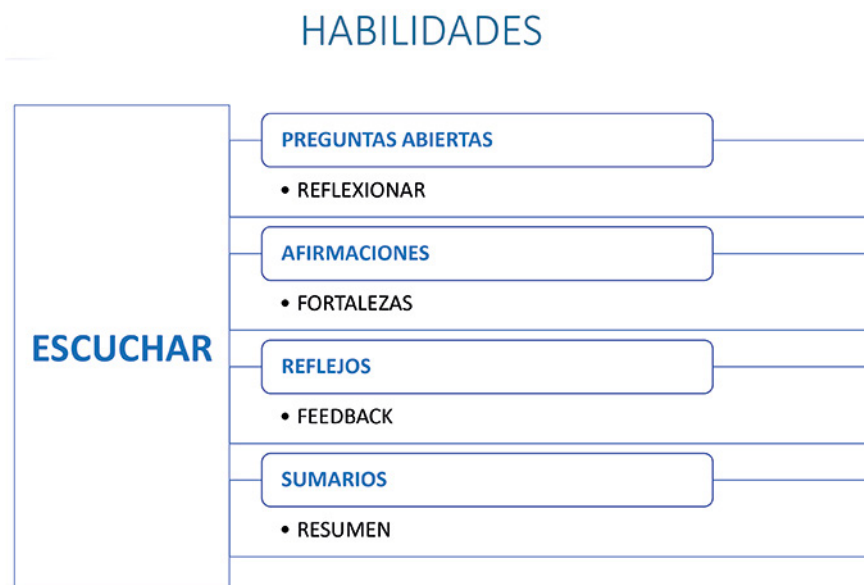 HABILIDADES
ESCUCHAR
PREGUNTAS ABIERTAS
• REFLEXIONAR
AFIRMACIONES
• FORTALEZAS
REFLEJOS
• FEEDBACK
SUMARIOS
• RESUMEN